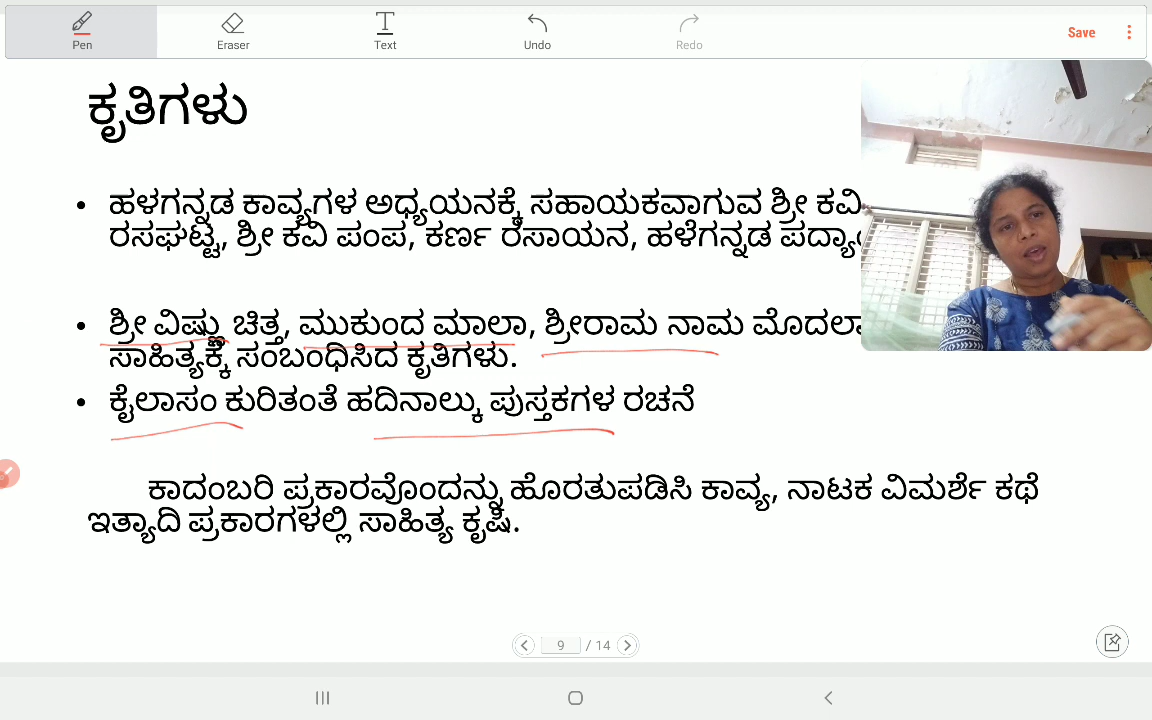 Pen Eraser Text Undo Redo Save
ಕೃತಿಗಳು
• ಹಳಗನ್ನಡ ಕಾವ್ಯಗಳ ಅಧ್ಯಯನಕ್ಕೆ ಸಹಾಯಕವಾಗುವ ಶ್ರೀ ಕವಿ
ರಸಘಟ್ಟ, ಶ್ರೀ ಕವಿ ಪಂಪ, ಕರ್ಣ ರಸಾಯನ, ಹಳೆಗನ್ನಡ
• ಶ್ರೀ ವಿಷ್ಣು ಚಿತ್ತ, ಮುಕುಂದ ಮಾಲಾ, ಶ್ರೀರಾಮ ನಾಮ
ಸಾಹಿತ್ಯಕ್ಕೆ ಸಂಬಂಧಿಸಿದ ಕೃತಿಗಳು.
• ಕೈಲಾಸಂ ಕುರಿತಂತೆ ಹದಿನಾಲ್ಕು ಪುಸ್ತಕಗಳ ರಚನೆ
ಕಾದಂಬರಿ ಪ್ರಕಾರವೊಂದನ್ನು ಹೊರತುಪಡಿಸಿ ಕಾವ್ಯ, ನಾಟಕ ವಿಮರ್ಶೆ ಕಥೆ
ಇತ್ಯಾದಿ ಪ್ರಕಾರಗಳಲ್ಲಿ ಸಾಹಿತ್ಯ ಕೃಷಿ.
9 / 14